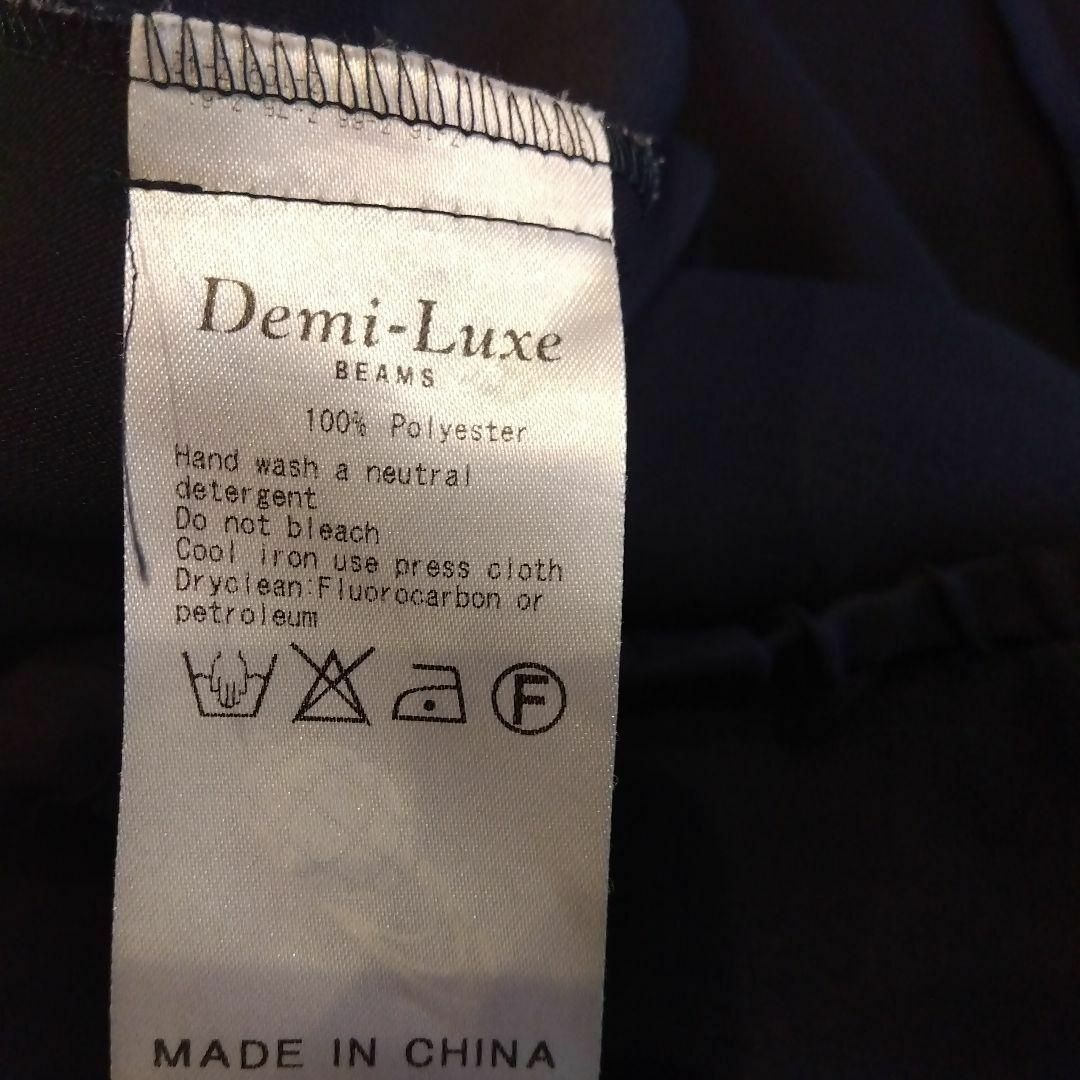 Demi-Luxe
BEAMS
100% Polyester
Hand wash a neutral
detergent
Do not bleach
Cool iron use press cloth
Dryclean:Fluorocarbon or
petroleum
F
MADE IN CHINA